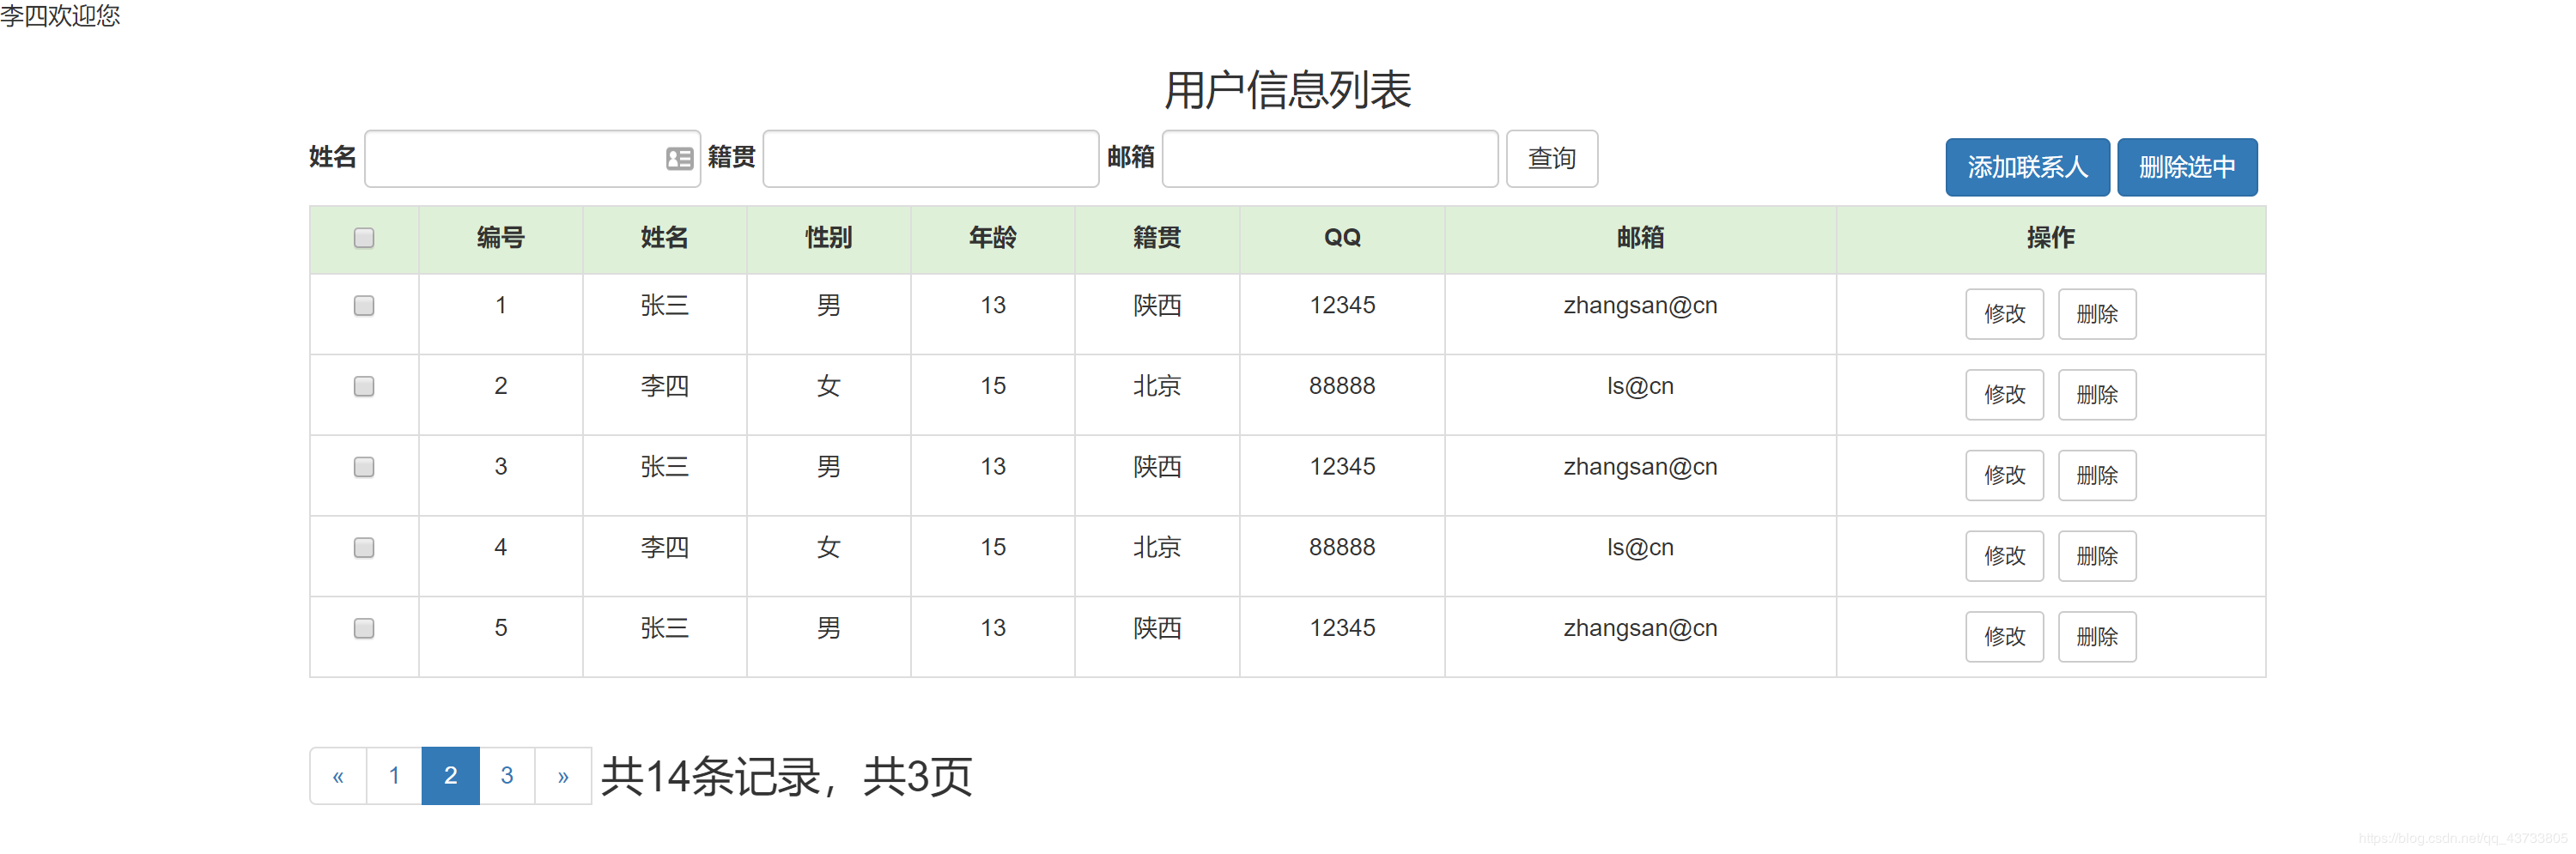 李四欢迎您
用户信息列表
姓名 籍贯 邮箱 查询 添加联系人 删除选中
编号 姓名 性别 年龄 籍贯 QQ 邮箱 操作
1 张三 男 13 陕西 12345 zhangsan@cn 修改 删除
2 李四 女 15 北京 88888 ls@cn 修改 删除
3 张三 男 13 陕西 12345 zhangsan@cn 修改 删除
4 李四 女 15 北京 88888 ls@cn 修改 删除
5 张三 男 13 陕西 12345 zhangsan@cn 修改 删除
« 1 2 3 » 共14条记录，共3页
https://blog.csdn.net/qq_43733805